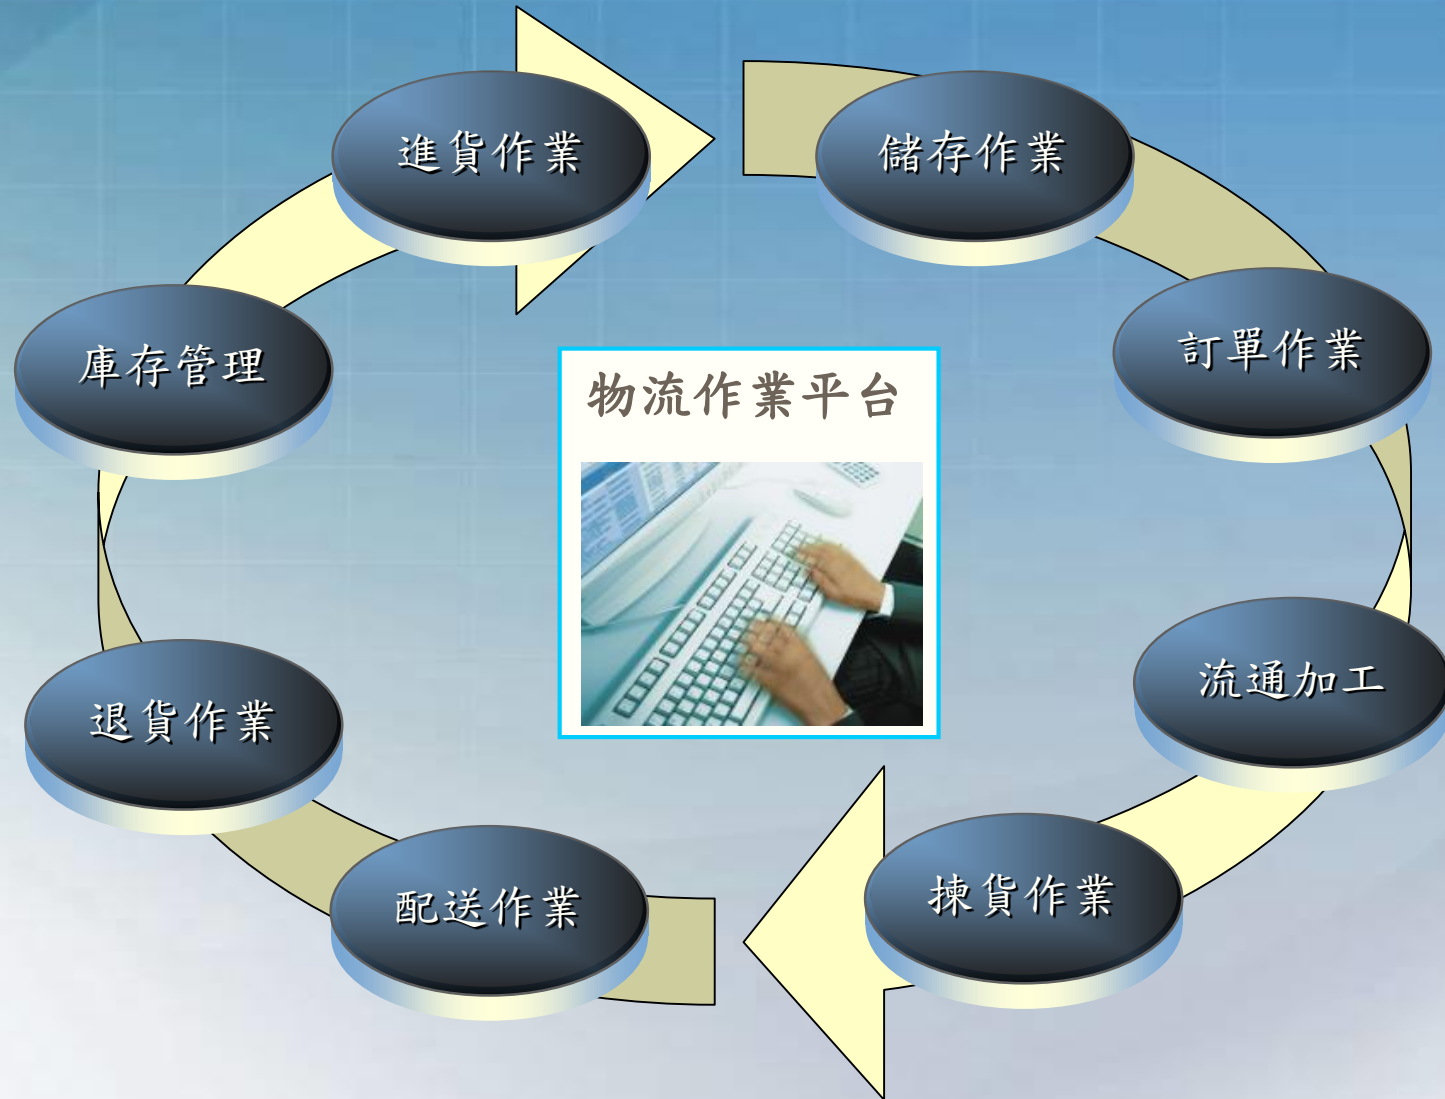 進貨作業
儲存作業
庫存管理
訂單作業
物流作業平台
流通加工
退貨作業
配送作業
揀貨作業